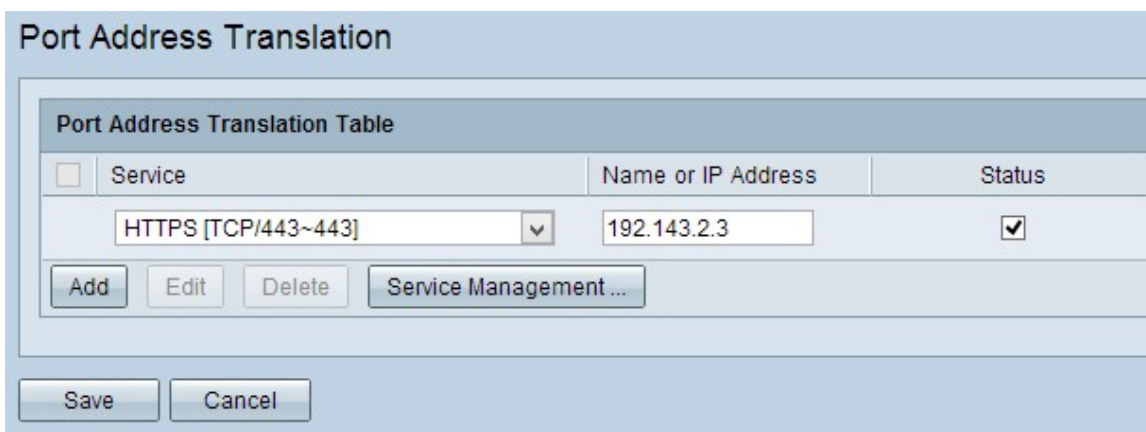 Port Address Translation
Port Address Translation Table
Service Name or IP Address Status
HTTPS [TCP/443~443] 192.143.2.3
Add Edit Delete Service Management ...
Save Cancel